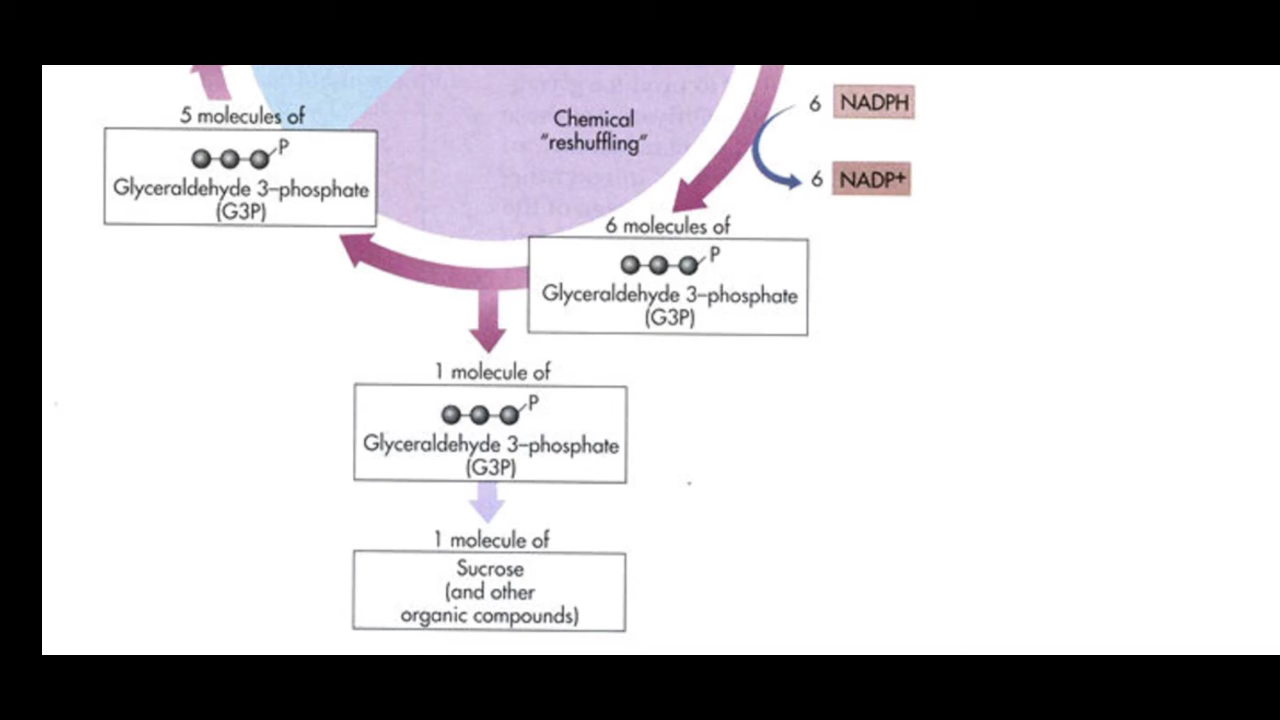 6 NADPH
5 molecules of
P
Glyceraldehyde 3–phosphate
(G3P)
Chemical
"reshuffling"
6 NADP+
6 molecules of
P
Glyceraldehyde 3–phosphate
(G3P)
1 molecule of
P
Glyceraldehyde 3–phosphate
(G3P)
1 molecule of
Sucrose
(and other
organic compounds)